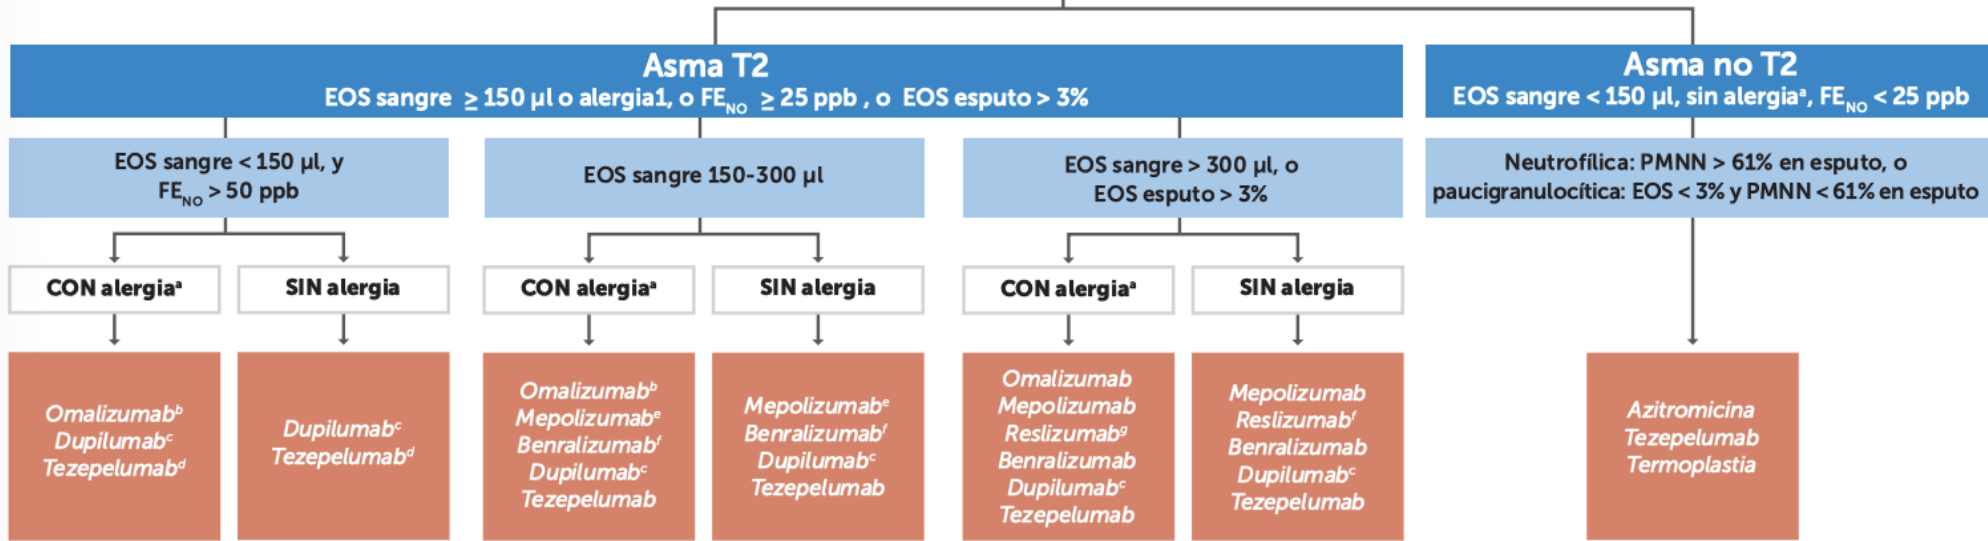 Asma T2
EOS sangre ≥ 150 µl o alergia1, o FENO ≥ 25 ppb , o EOS esputo > 3%
Asma no T2
EOS sangre < 150 µl, sin alergiaª, FENO < 25 ppb
EOS sangre < 150 µl, y
FENO > 50 ppb
EOS sangre 150-300 µl
EOS sangre > 300 µl, o
EOS esputo > 3%
Neutrofílica: PMNN > 61% en esputo, o
paucigranulocítica: EOS < 3% y PMNN < 61% en esputo
CON alergiaª
SIN alergia
CON alergiaª
SIN alergia
CON alergiaª
SIN alergia
Omalizumabᵇ
Dupilumabᶜ
Tezepelumabᵈ
Dupilumabᶜ
Tezepelumabᵈ
Omalizumabᵇ
Mepolizumabᵉ
Benralizumabᶠ
Dupilumabᶜ
Tezepelumab
Mepolizumabᵉ
Benralizumabᶠ
Dupilumabᶜ
Tezepelumab
Omalizumab
Mepolizumab
Reslizumabᵍ
Benralizumab
Dupilumabᶜ
Tezepelumab
Mepolizumab
Reslizumabᶠ
Benralizumab
Dupilumabᶜ
Tezepelumab
Azitromicina
Tezepelumab
Termoplastia